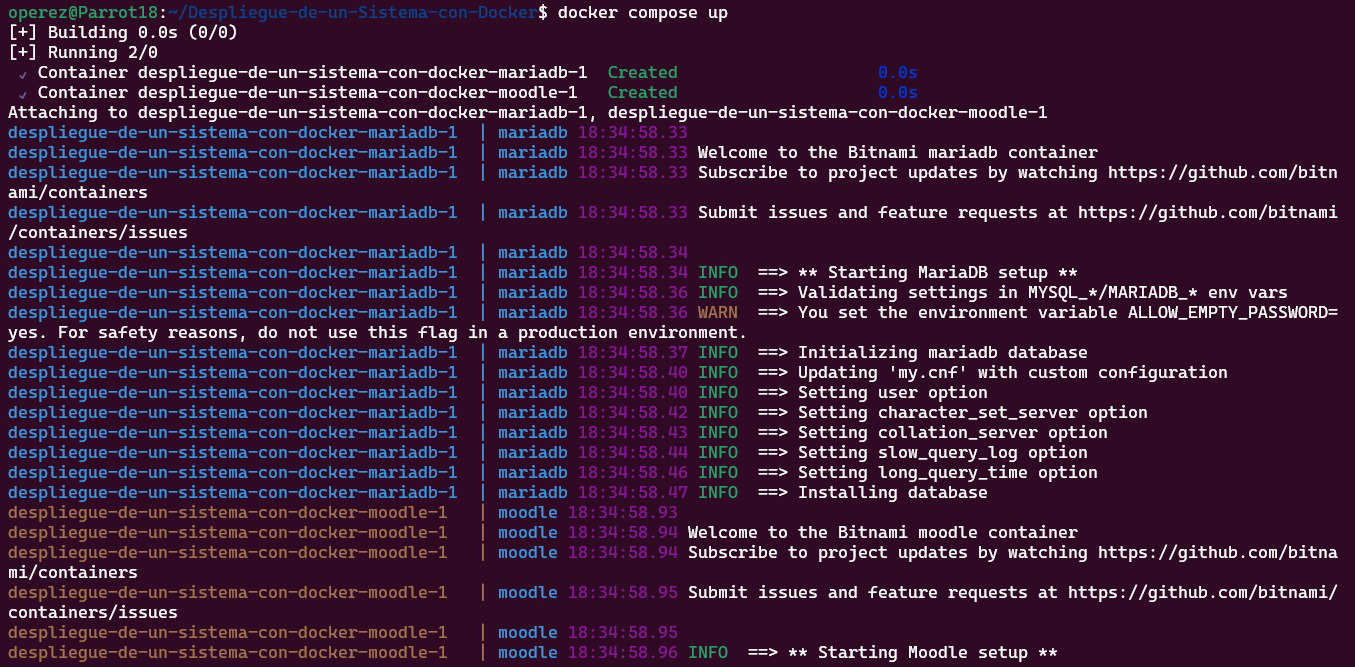 operez@Parrot18:~/Despliegue-de-un-Sistema-con-Docker$ docker compose up
[+] Building 0.0s (0/0)
[+] Running 2/0
✓ Container despliegue-de-un-sistema-con-docker-mariadb-1  Created  0.0s
✓ Container despliegue-de-un-sistema-con-docker-moodle-1  Created  0.0s
Attaching to despliegue-de-un-sistema-con-docker-mariadb-1, despliegue-de-un-sistema-con-docker-moodle-1
despliegue-de-un-sistema-con-docker-mariadb-1  | mariadb 18:34:58.33
despliegue-de-un-sistema-con-docker-mariadb-1  | mariadb 18:34:58.33 Welcome to the Bitnami mariadb container
despliegue-de-un-sistema-con-docker-mariadb-1  | mariadb 18:34:58.33 Subscribe to project updates by watching https://github.com/bitn
ami/containers
despliegue-de-un-sistema-con-docker-mariadb-1  | mariadb 18:34:58.33 Submit issues and feature requests at https://github.com/bitnami
/containers/issues
despliegue-de-un-sistema-con-docker-mariadb-1  | mariadb 18:34:58.34
despliegue-de-un-sistema-con-docker-mariadb-1  | mariadb 18:34:58.34 INFO  ==> ** Starting MariaDB setup **
despliegue-de-un-sistema-con-docker-mariadb-1  | mariadb 18:34:58.36 INFO  ==> Validating settings in MYSQL_*/MARIADB_* env vars
despliegue-de-un-sistema-con-docker-mariadb-1  | mariadb 18:34:58.36 WARN  ==> You set the environment variable ALLOW_EMPTY_PASSWORD=
yes. For safety reasons, do not use this flag in a production environment.
despliegue-de-un-sistema-con-docker-mariadb-1  | mariadb 18:34:58.37 INFO  ==> Initializing mariadb database
despliegue-de-un-sistema-con-docker-mariadb-1  | mariadb 18:34:58.40 INFO  ==> Updating 'my.cnf' with custom configuration
despliegue-de-un-sistema-con-docker-mariadb-1  | mariadb 18:34:58.40 INFO  ==> Setting user option
despliegue-de-un-sistema-con-docker-mariadb-1  | mariadb 18:34:58.42 INFO  ==> Setting character_set_server option
despliegue-de-un-sistema-con-docker-mariadb-1  | mariadb 18:34:58.43 INFO  ==> Setting collation_server option
despliegue-de-un-sistema-con-docker-mariadb-1  | mariadb 18:34:58.44 INFO  ==> Setting slow_query_log option
despliegue-de-un-sistema-con-docker-mariadb-1  | mariadb 18:34:58.46 INFO  ==> Setting long_query_time option
despliegue-de-un-sistema-con-docker-mariadb-1  | mariadb 18:34:58.47 INFO  ==> Installing database
despliegue-de-un-sistema-con-docker-moodle-1   | moodle 18:34:58.93
despliegue-de-un-sistema-con-docker-moodle-1   | moodle 18:34:58.94 Welcome to the Bitnami moodle container
despliegue-de-un-sistema-con-docker-moodle-1   | moodle 18:34:58.94 Subscribe to project updates by watching https://github.com/bitna
mi/containers
despliegue-de-un-sistema-con-docker-moodle-1   | moodle 18:34:58.95 Submit issues and feature requests at https://github.com/bitnami/
containers/issues
despliegue-de-un-sistema-con-docker-moodle-1   | moodle 18:34:58.95
despliegue-de-un-sistema-con-docker-moodle-1   | moodle 18:34:58.96 INFO  ==> ** Starting Moodle setup **